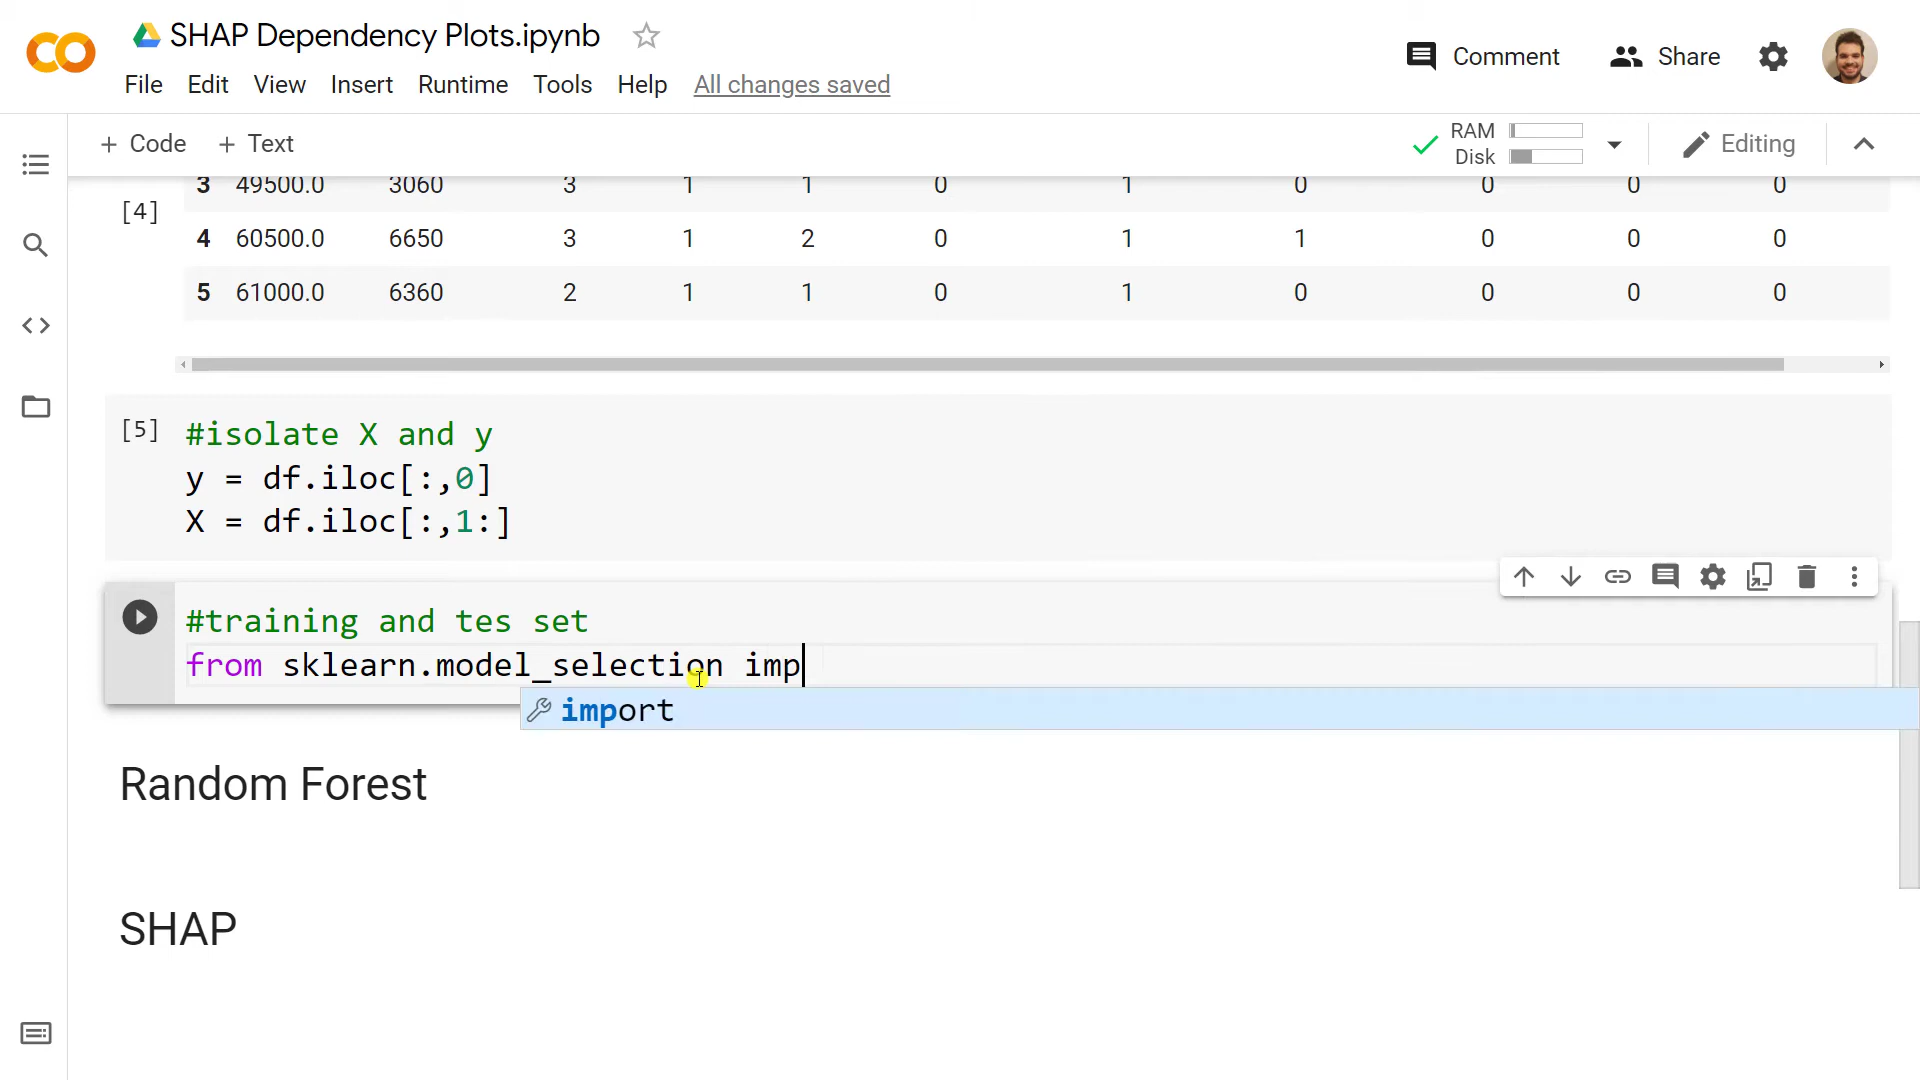 SHAP Dependency Plots.ipynb
Comment
Share
File Edit View Insert Runtime Tools Help All changes saved
+ Code + Text
RAM
Disk
Editing
3 49500.0 3060 3 1 1 0 1 0 0 0 0
[4]
4 60500.0 6650 3 1 2 0 1 1 0 0 0
5 61000.0 6360 2 1 1 0 1 0 0 0 0
[5] #isolate X and y
y = df.iloc[:,0]
X = df.iloc[:,1:]
#training and tes set
from sklearn.model_selection imp
import
Random Forest
SHAP